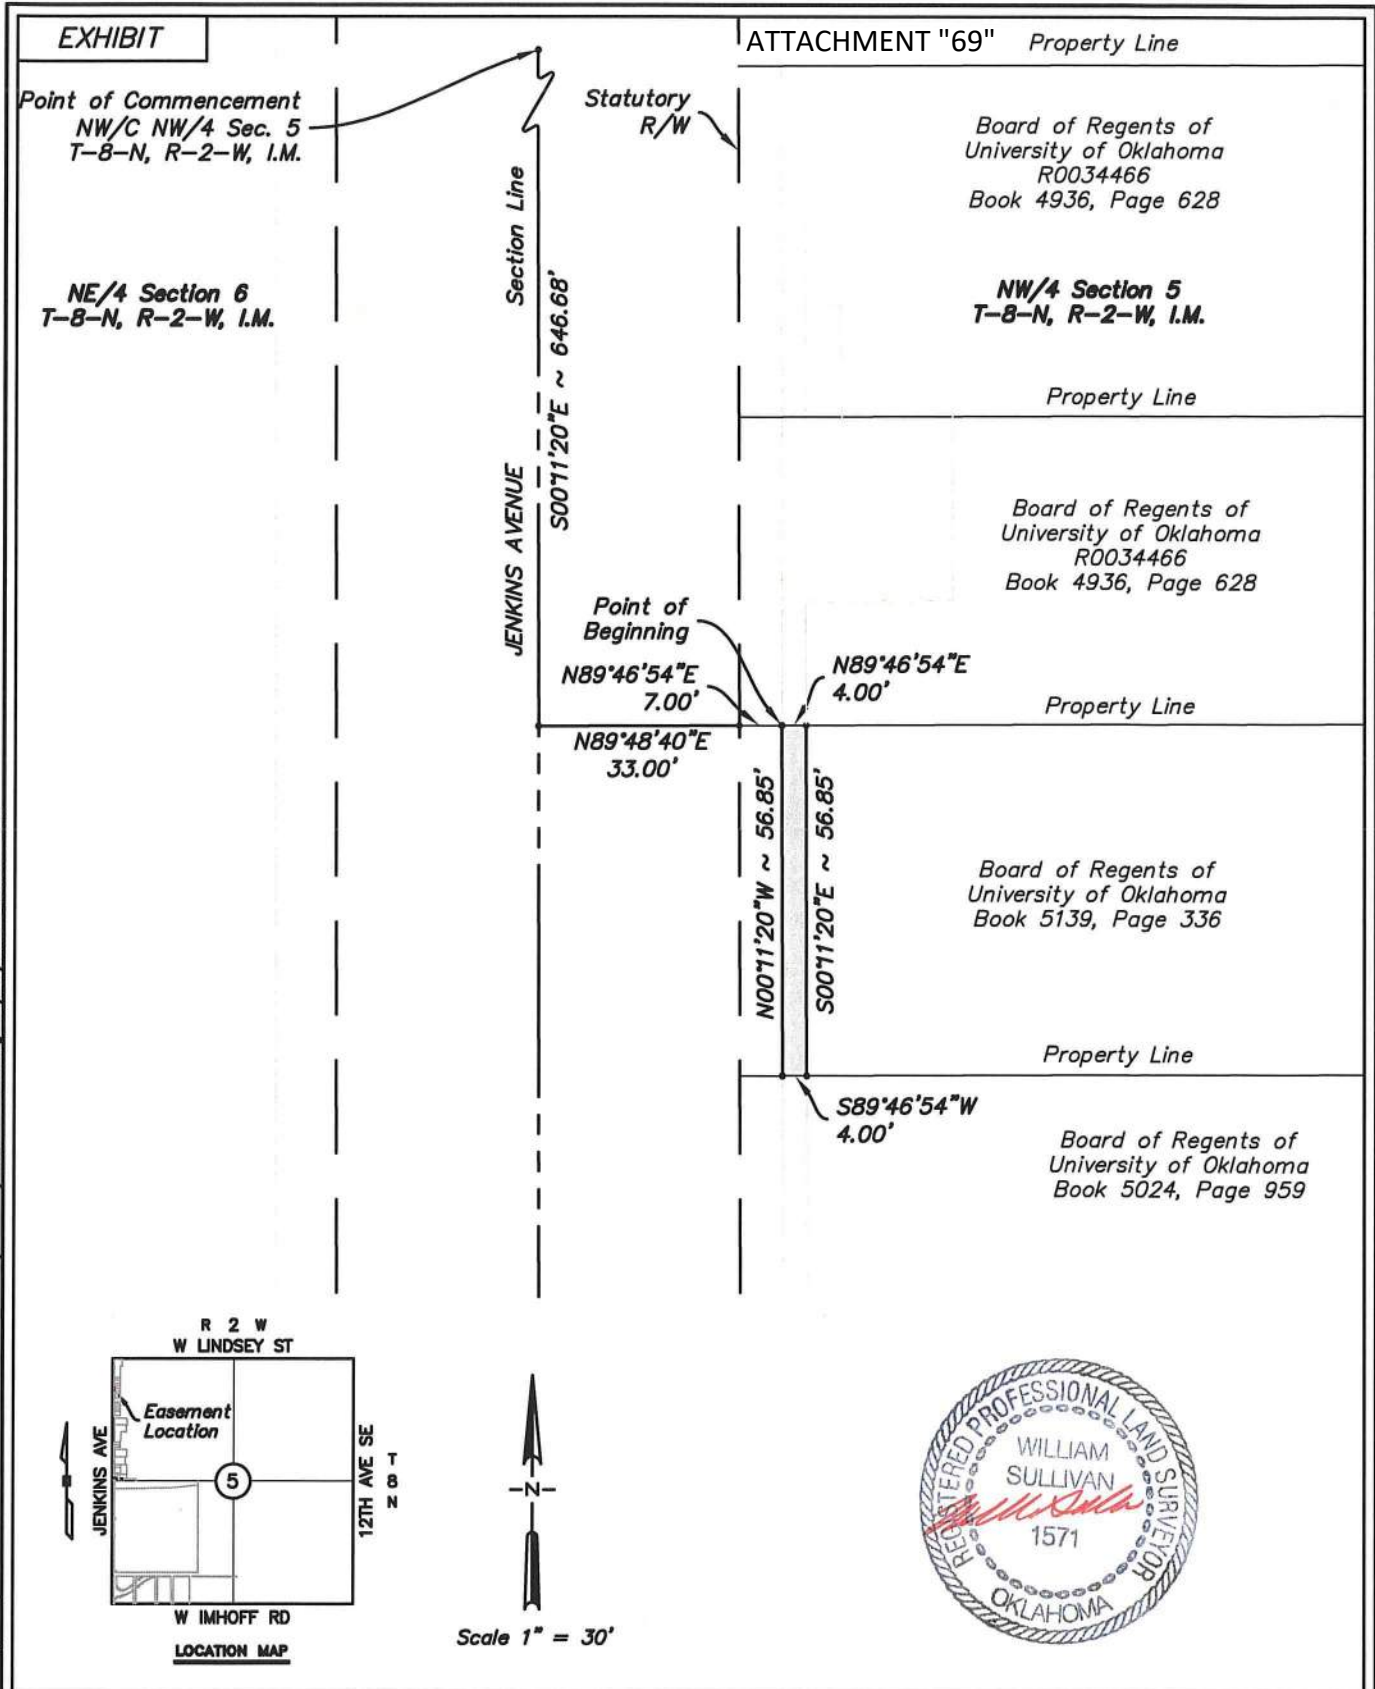 EXHIBIT
ATTACHMENT "69"
Property Line
Point of Commencement
NW/C NW/4 Sec. 5
T-8-N, R-2-W, I.M.
Statutory
R/W
Board of Regents of
University of Oklahoma
R0034466
Book 4936, Page 628
Section Line
S00°11'20"E ~ 646.68'
NE/4 Section 6
T-8-N, R-2-W, I.M.
NW/4 Section 5
T-8-N, R-2-W, I.M.
Property Line
JENKINS AVENUE
Board of Regents of
University of Oklahoma
R0034466
Book 4936, Page 628
Point of
Beginning
N89°46'54"E
7.00'
N89°46'54"E
4.00'
Property Line
N89°48'40"E
33.00'
N00°11'20"W ~ 56.85'
S00°11'20"E ~ 56.85'
Board of Regents of
University of Oklahoma
Book 5139, Page 336
Property Line
S89°46'54"W
4.00'
Board of Regents of
University of Oklahoma
Book 5024, Page 959
R 2 W
W LINDSEY ST
Easement
Location
JENKINS AVE
5
12TH AVE SE
T
8
N
W IMHOFF RD
LOCATION MAP
N
Scale 1" = 30'
REGISTERED PROFESSIONAL LAND SURVEYOR
WILLIAM
SULLIVAN
1571
OKLAHOMA